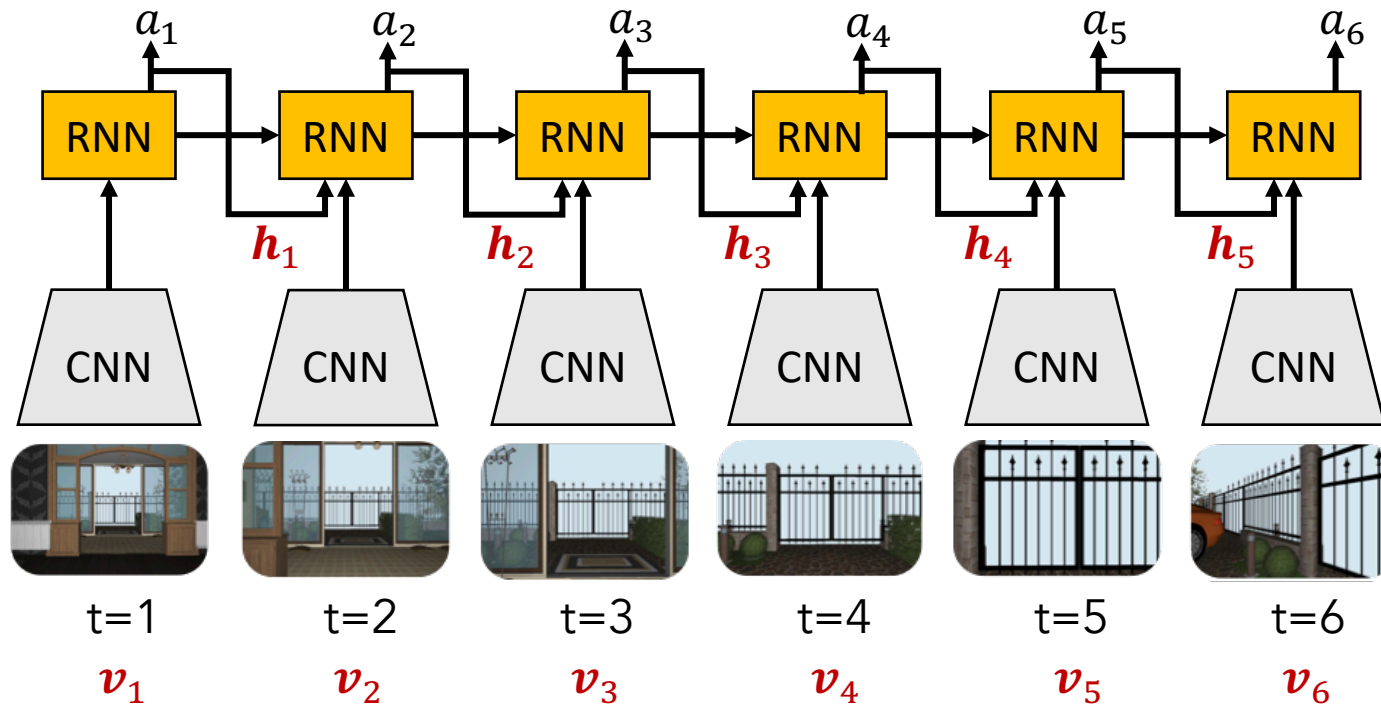 a₁ a₂ a₃ a₄ a₅ a₆
RNN RNN RNN RNN RNN RNN
h₁ h₂ h₃ h₄ h₅
CNN CNN CNN CNN CNN CNN
t=1 t=2 t=3 t=4 t=5 t=6
v₁ v₂ v₃ v₄ v₅ v₆